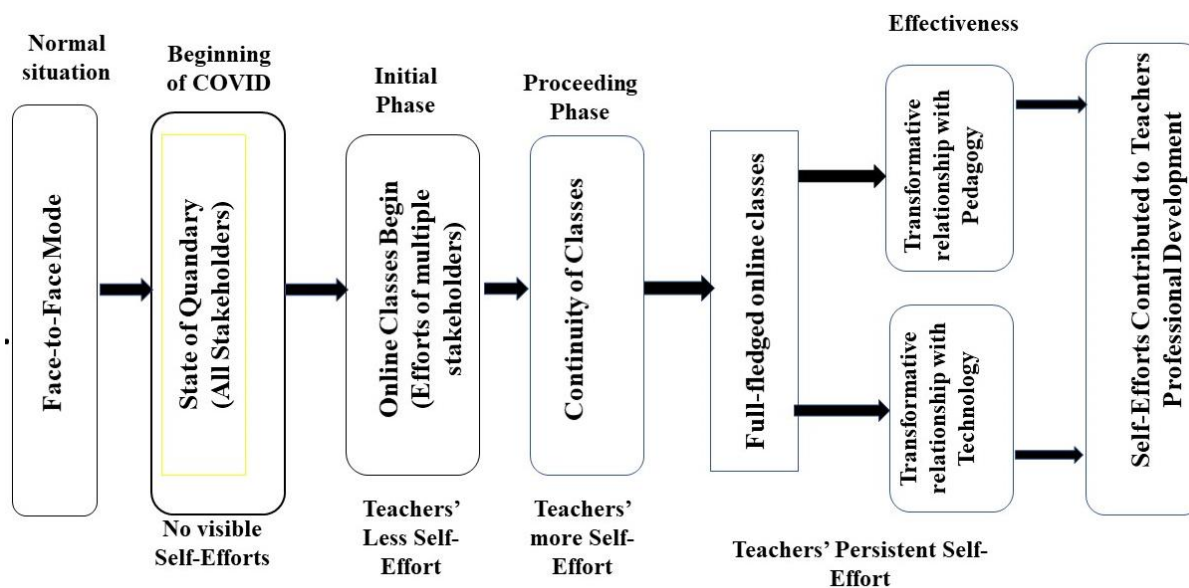 Normal
situation
Face-to-Face Mode
Beginning
of COVID
State of Quandary
(All Stakeholders)
No visible
Self-Efforts
Initial
Phase
Online Classes Begin
(Efforts of multiple
stakeholders)
Teachers’
Less Self-
Effort
Proceeding
Phase
Continuity of Classes
Teachers’
more Self-
Effort
Full-fledged online classes
Effectiveness
Transformative
relationship with
Pedagogy
Transformative
relationship with
Technology
Teachers’ Persistent Self-
Effort
Self-Efforts Contributed to Teachers
Professional Development